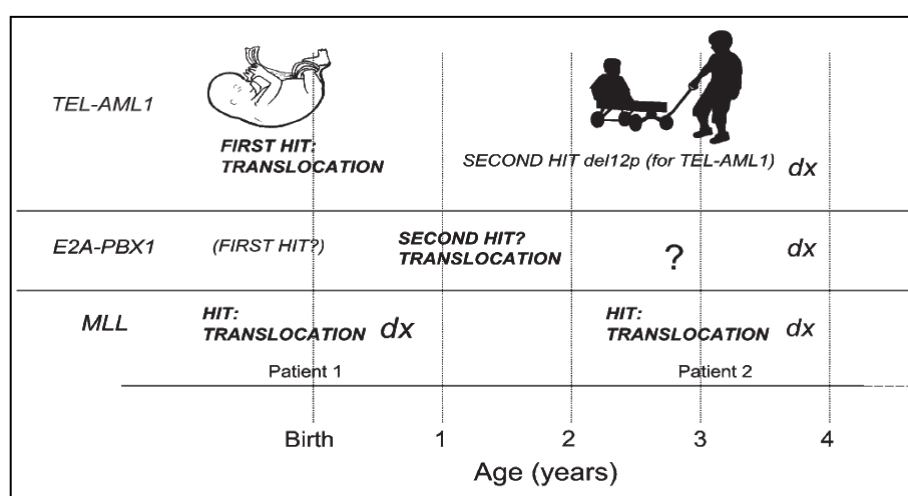 TEL-AML1
FIRST HIT:
TRANSLOCATION
SECOND HIT del12p (for TEL-AML1)
dx
E2A-PBX1
(FIRST HIT?)
SECOND HIT?
TRANSLOCATION
?
dx
MLL
HIT:
TRANSLOCATION
dx
HIT:
TRANSLOCATION
dx
Patient 1
Patient 2
Birth
1
2
3
4
Age (years)